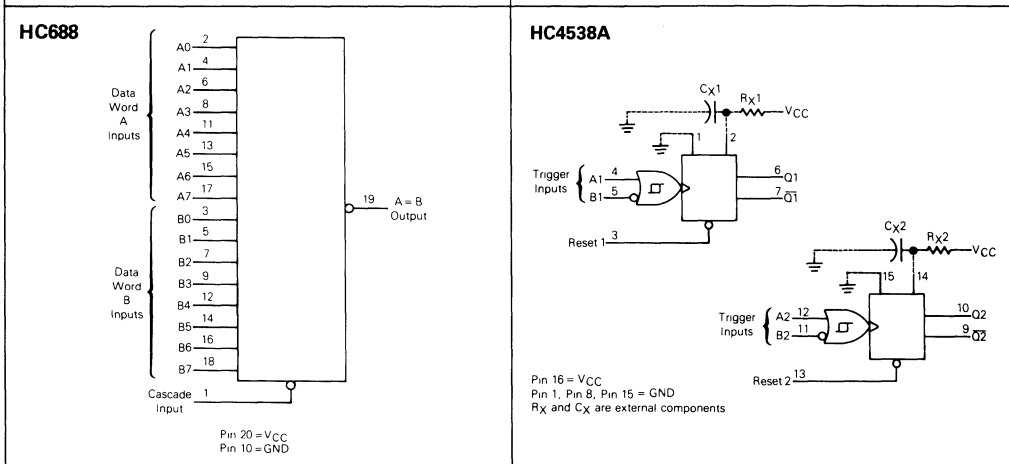 HC688
A0 2
A1 4
A2 6
A3 8
A4 11
A5 13
A6 15
A7 17
Data
Word
A
Inputs
B0 3
B1 5
B2 7
B3 9
B4 12
B5 14
B6 16
B7 18
Data
Word
B
Inputs
19 A = B
Output
Cascade 1
Input
Pin 20 = VCC
Pin 10 = GND
HC4538A
CX1
RX1
VCC
1
2
Trigger
Inputs
A1 4
B1 5
6 Q1
7 Q̅1̅
Reset 1 3
CX2
RX2
VCC
15
14
Trigger
Inputs
A2 12
B2 11
10 Q2
9 Q̅2̅
Reset 2 13
Pin 16 = VCC
Pin 1, Pin 8, Pin 15 = GND
RX and CX are external components